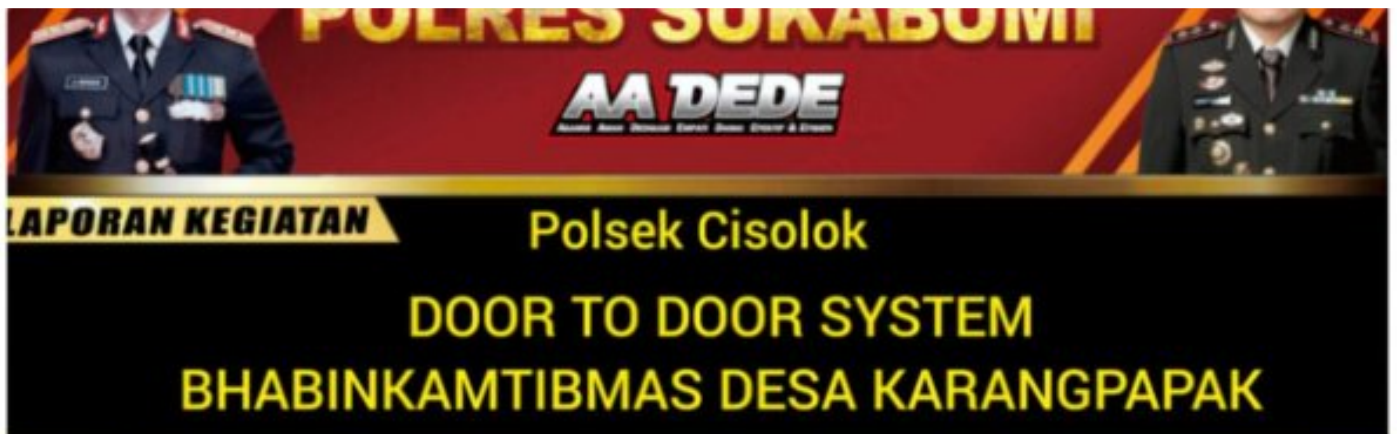 POLRES SUKABUMI
AA DEDE
LAPORAN KEGIATAN
Polsek Cisolok
DOOR TO DOOR SYSTEM
BHABINKAMTIBMAS DESA KARANGPAPAK